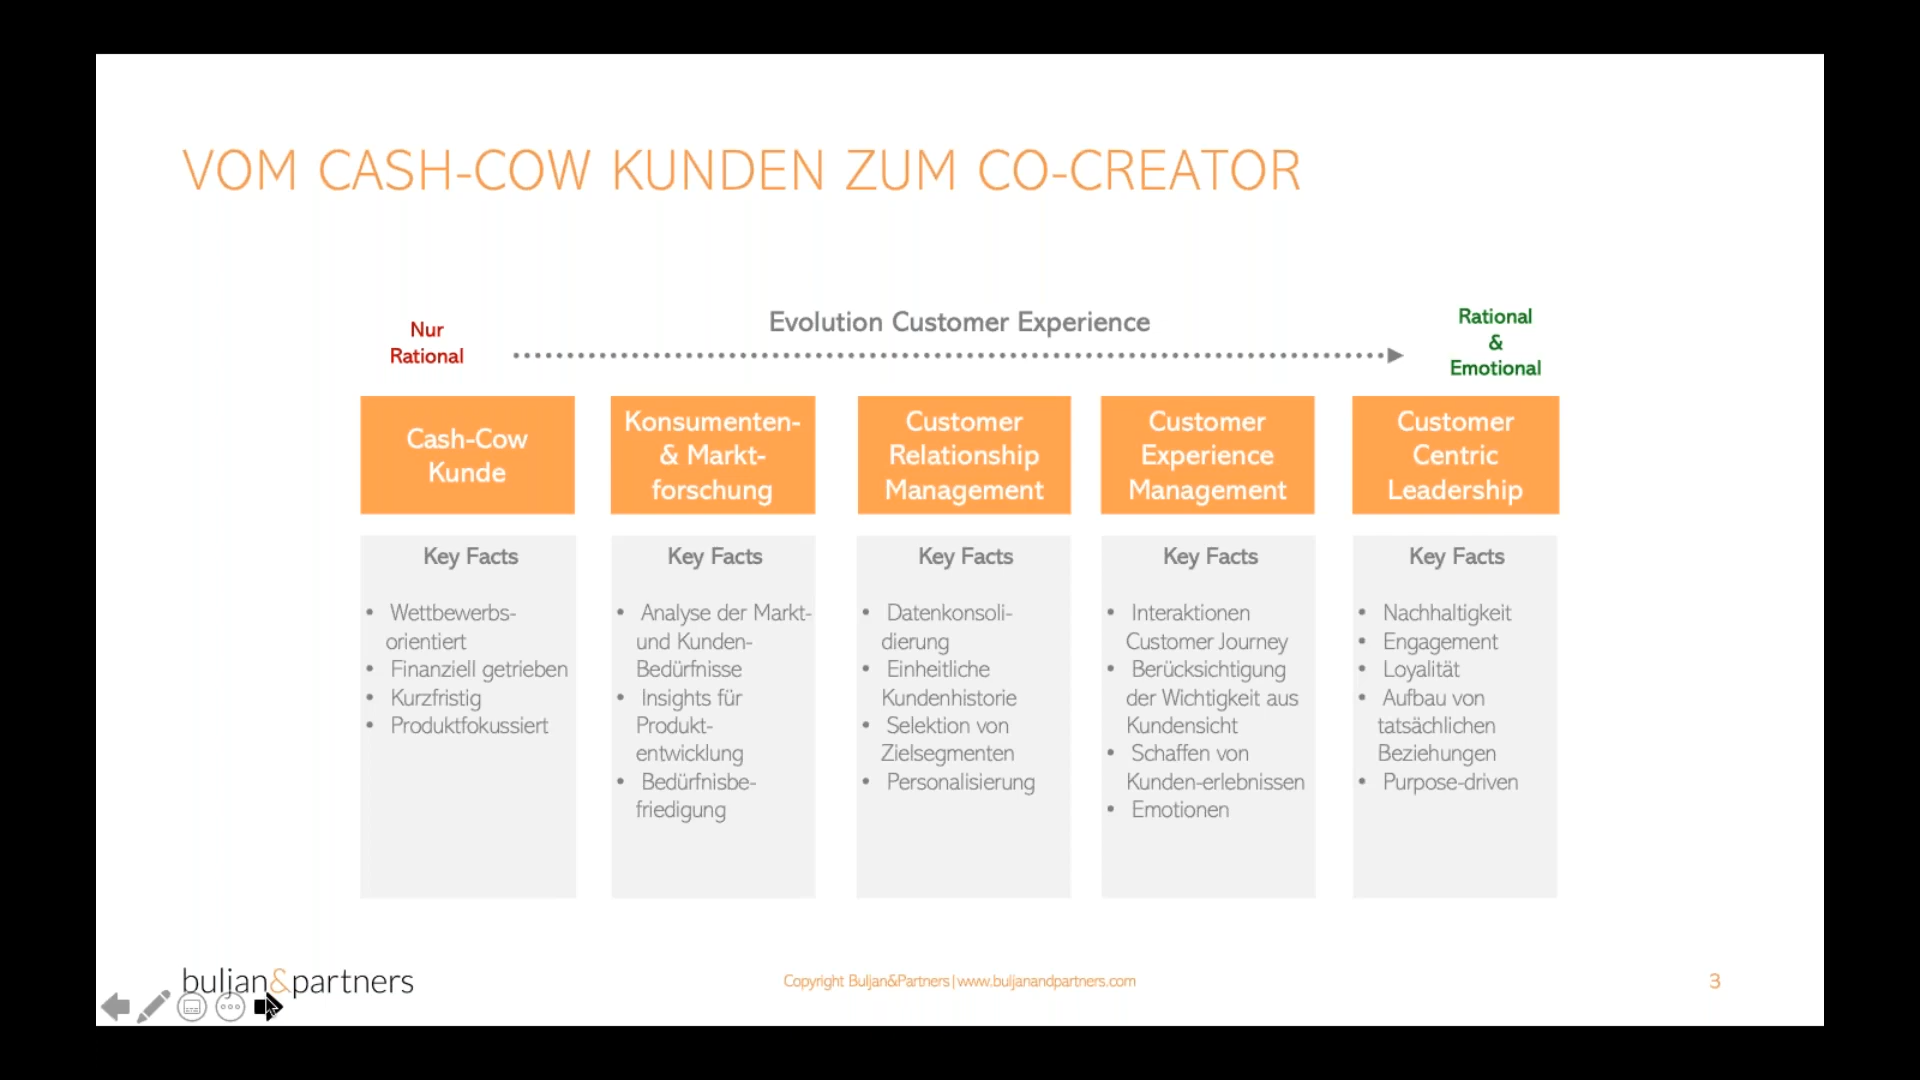 VOM CASH-COW KUNDEN ZUM CO-CREATOR
Nur
Rational
Evolution Customer Experience
Rational
&
Emotional
Cash-Cow
Kunde
Konsumenten-
& Markt-
forschung
Customer
Relationship
Management
Customer
Experience
Management
Customer
Centric
Leadership
Key Facts
• Wettbewerbs-
orientiert
• Finanziell getrieben
• Kurzfristig
• Produktfokussiert
Key Facts
• Analyse der Markt-
und Kunden-
Bedürfnisse
• Insights für
Produkt-
entwicklung
• Bedürfnisbe-
friedigung
Key Facts
• Datenkonsoli-
dierung
• Einheitliche
Kundenhistorie
• Selektion von
Zielsegmenten
• Personalisierung
Key Facts
• Interaktionen
Customer Journey
• Berücksichtigung
der Wichtigkeit aus
Kundensicht
• Schaffen von
Kunden-erlebnissen
• Emotionen
Key Facts
• Nachhaltigkeit
• Engagement
• Loyalität
• Aufbau von
tatsächlichen
Beziehungen
• Purpose-driven
buljan&partners
Copyright Buljan&Partners|www.buljanandpartners.com
3